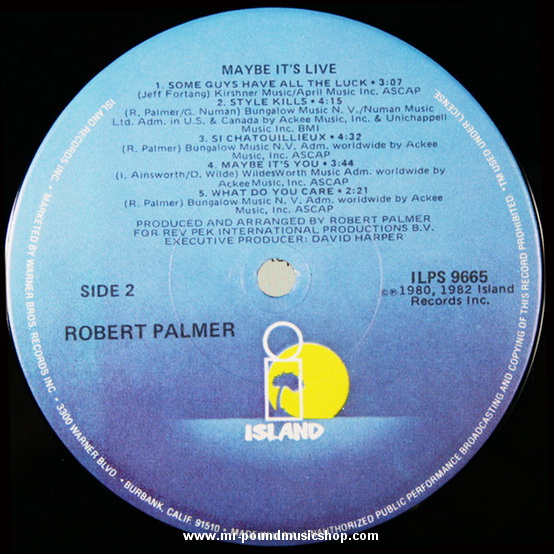 MAYBE IT'S LIVE
1. SOME GUYS HAVE ALL THE LUCK • 3:07
(Jeff Fortang) Kirshner Music/April Music Inc. ASCAP
2. STYLE KILLS • 4:15
(R. Palmer/G. Numan) Bungalow Music N. V. /Numan Music
Ltd. Adm. in U.S. & Canada by Ackee Music, Inc. & Unichappell
Music Inc. BMI
3. SI CHATOUILLIEUX • 4:32
(R. Palmer) Bungalow Music N.V. Adm. worldwide by Ackee
Music, Inc. ASCAP
4. MAYBE IT'S YOU • 3:44
(I. Ainsworth/D. Wilde) WildesWorth Music Adm. worldwide by
Ackee Music, Inc. ASCAP
5. WHAT DO YOU CARE • 2:21
(R. Palmer) Bungalow Music N.V. Adm. worldwide by Ackee
Music, Inc. ASCAP
PRODUCED AND ARRANGED BY ROBERT PALMER
FOR REV PEK INTERNATIONAL PRODUCTIONS B.V.
EXECUTIVE PRODUCER: DAVID HARPER
SIDE 2
ILPS 9665
©℗1980, 1982 Island
Records Inc.
ROBERT PALMER
ISLAND
ISLAND RECORDS INC. • MARKETED BY WARNER BROS. RECORDS INC • 3300 WARNER BLVD • BURBANK, CALIF. 91510 • UNAUTHORIZED PUBLIC PERFORMANCE BROADCASTING AND COPYING OF THIS RECORD PROHIBITED • TM USED UNDER LICENSE
www.mr-poundmusicshop.com